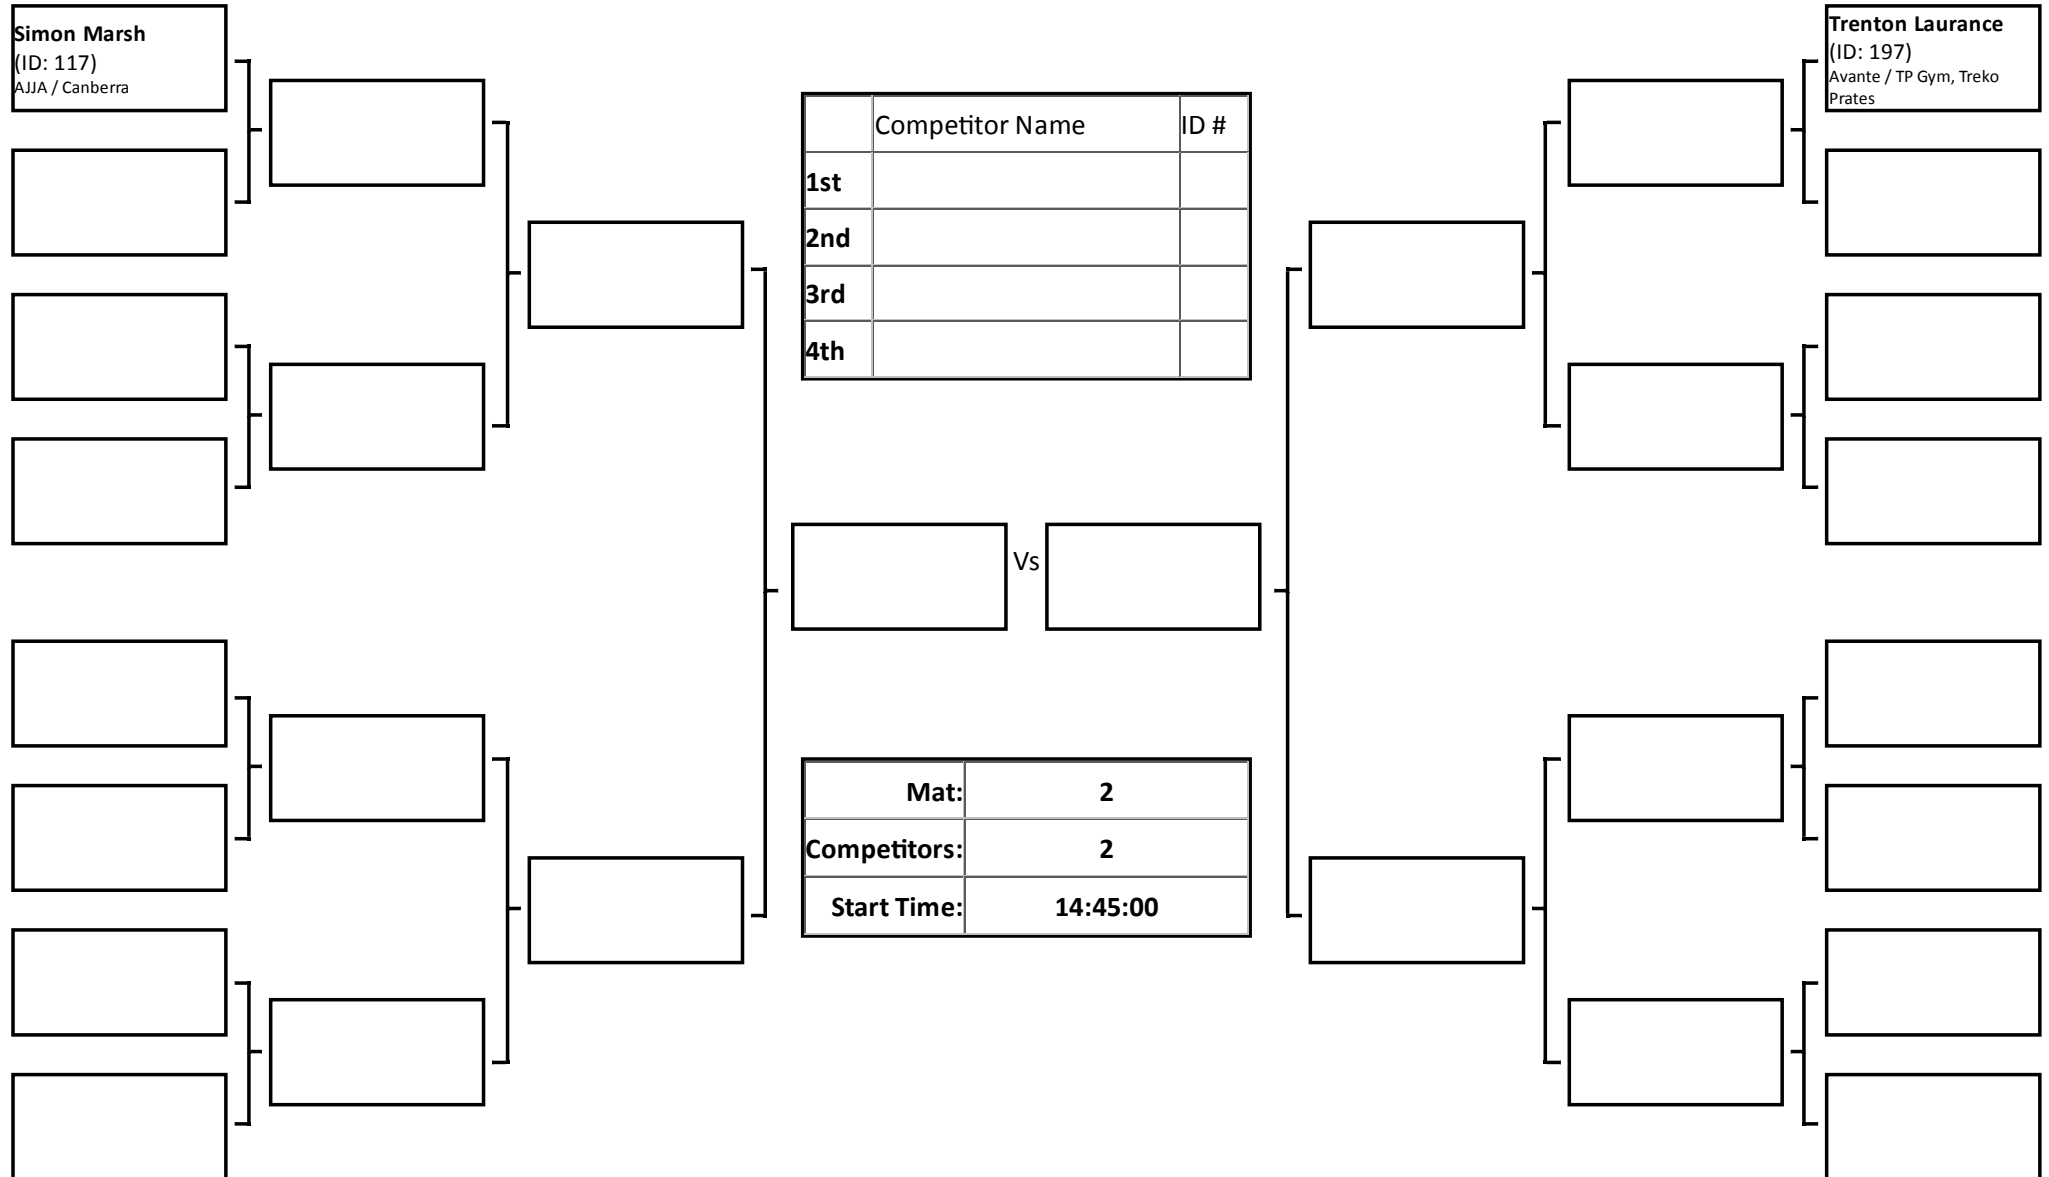 Simon Marsh
(ID: 117)
AJJA / Canberra
Trenton Laurance
(ID: 197)
Avante / TP Gym, Treko
Prates
Competitor Name ID #
1st
2nd
3rd
4th
Vs
Mat: 2
Competitors: 2
Start Time: 14:45:00